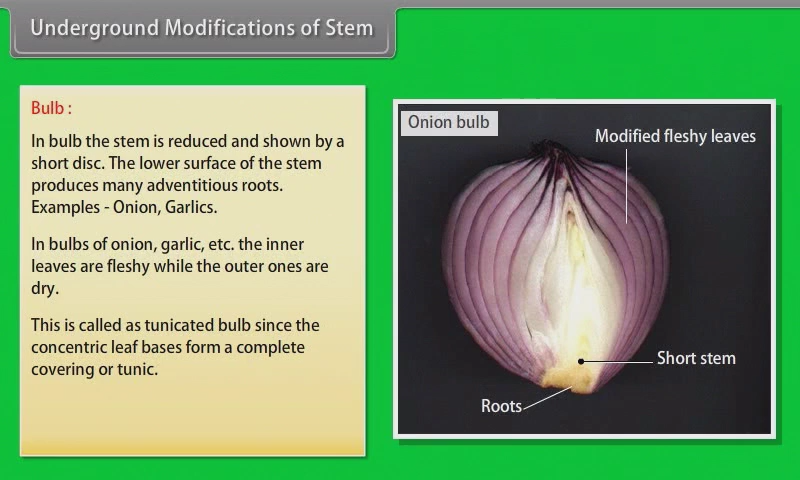 Underground Modifications of Stem
Bulb :
In bulb the stem is reduced and shown by a
short disc. The lower surface of the stem
produces many adventitious roots.
Examples - Onion, Garlics.
In bulbs of onion, garlic, etc. the inner
leaves are fleshy while the outer ones are
dry.
This is called as tunicated bulb since the
concentric leaf bases form a complete
covering or tunic.
Onion bulb
Modified fleshy leaves
Short stem
Roots